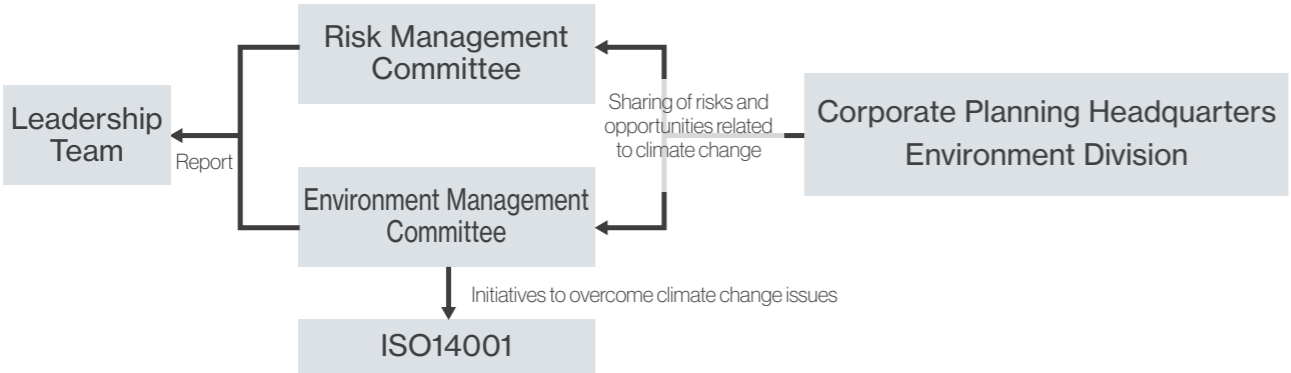 Risk Management
Committee
Leadership
Team
Report
Sharing of risks and
opportunities related
to climate change
Corporate Planning Headquarters
Environment Division
Environment Management
Committee
Initiatives to overcome climate change issues
ISO14001